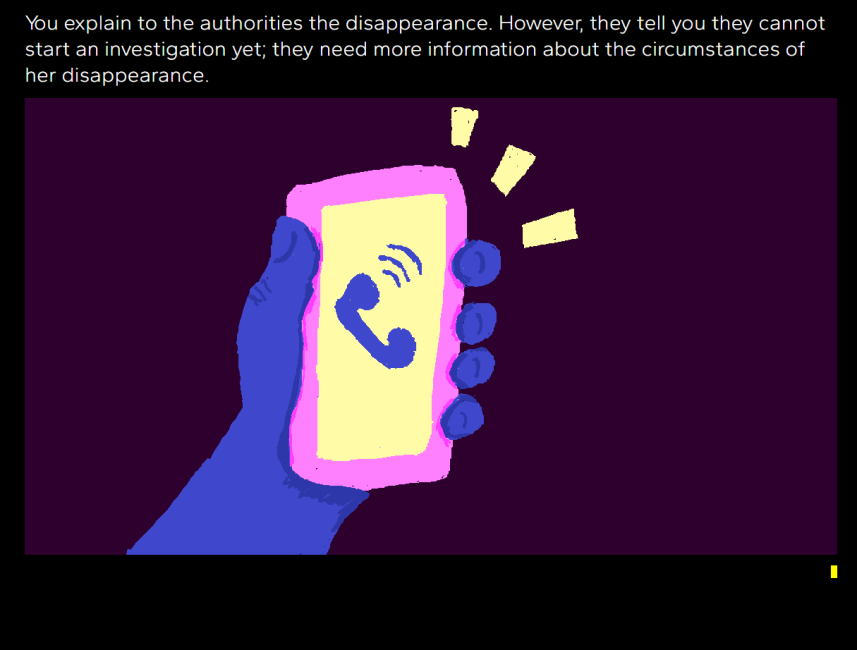 You explain to the authorities the disappearance. However, they tell you they cannot
start an investigation yet; they need more information about the circumstances of
her disappearance.